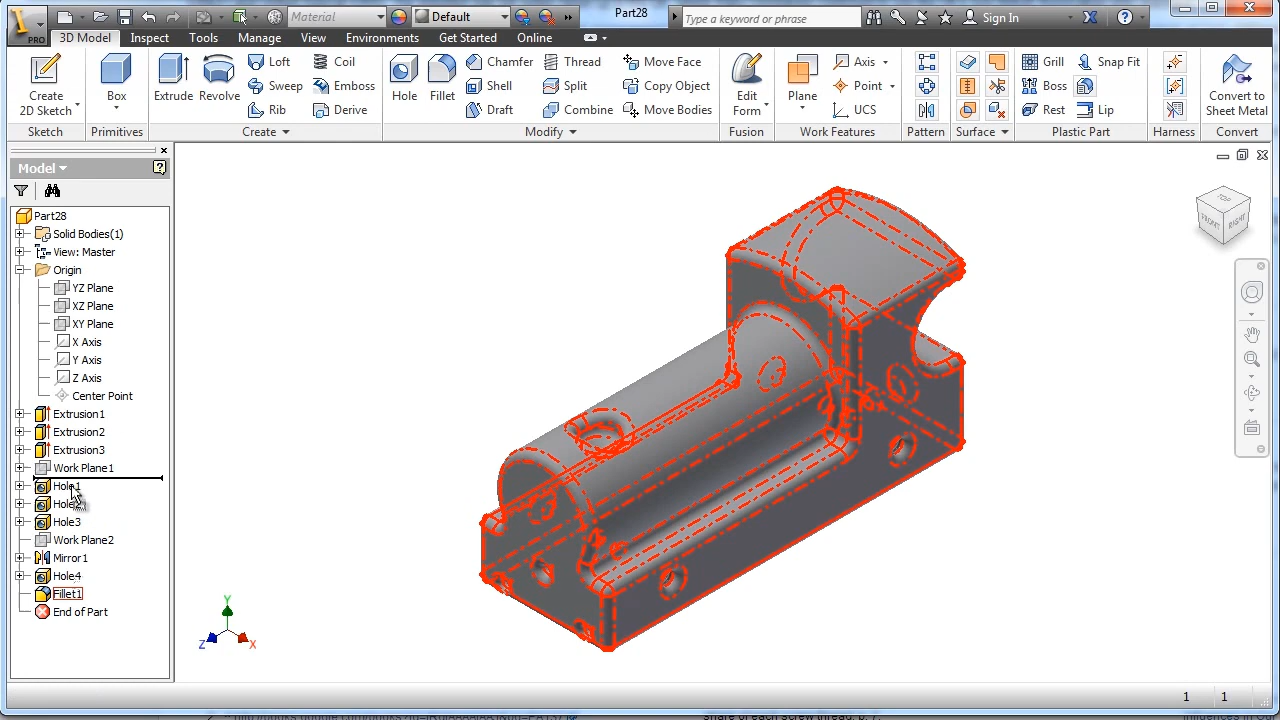 Material
Default
Part28
Type a keyword or phrase
Sign In
PRO
3D Model
Inspect
Tools
Manage
View
Environments
Get Started
Online
Create
2D Sketch
Sketch
Box
Primitives
Extrude
Revolve
Loft
Sweep
Rib
Coil
Emboss
Derive
Create
Hole
Fillet
Chamfer
Shell
Draft
Thread
Split
Combine
Move Face
Copy Object
Move Bodies
Modify
Edit
Form
Fusion
Plane
Axis
Point
UCS
Work Features
Pattern
Surface
Grill
Boss
Rest
Snap Fit
Lip
Plastic Part
Harness
Convert to
Sheet Metal
Convert
Model
Part28
Solid Bodies(1)
View: Master
Origin
YZ Plane
XZ Plane
XY Plane
X Axis
Y Axis
Z Axis
Center Point
Extrusion1
Extrusion2
Extrusion3
Work Plane1
Hole1
Hole3
Work Plane2
Mirror1
Hole4
Fillet1
End of Part
TOP
FRONT
RIGHT
Y
Z
X
1 1